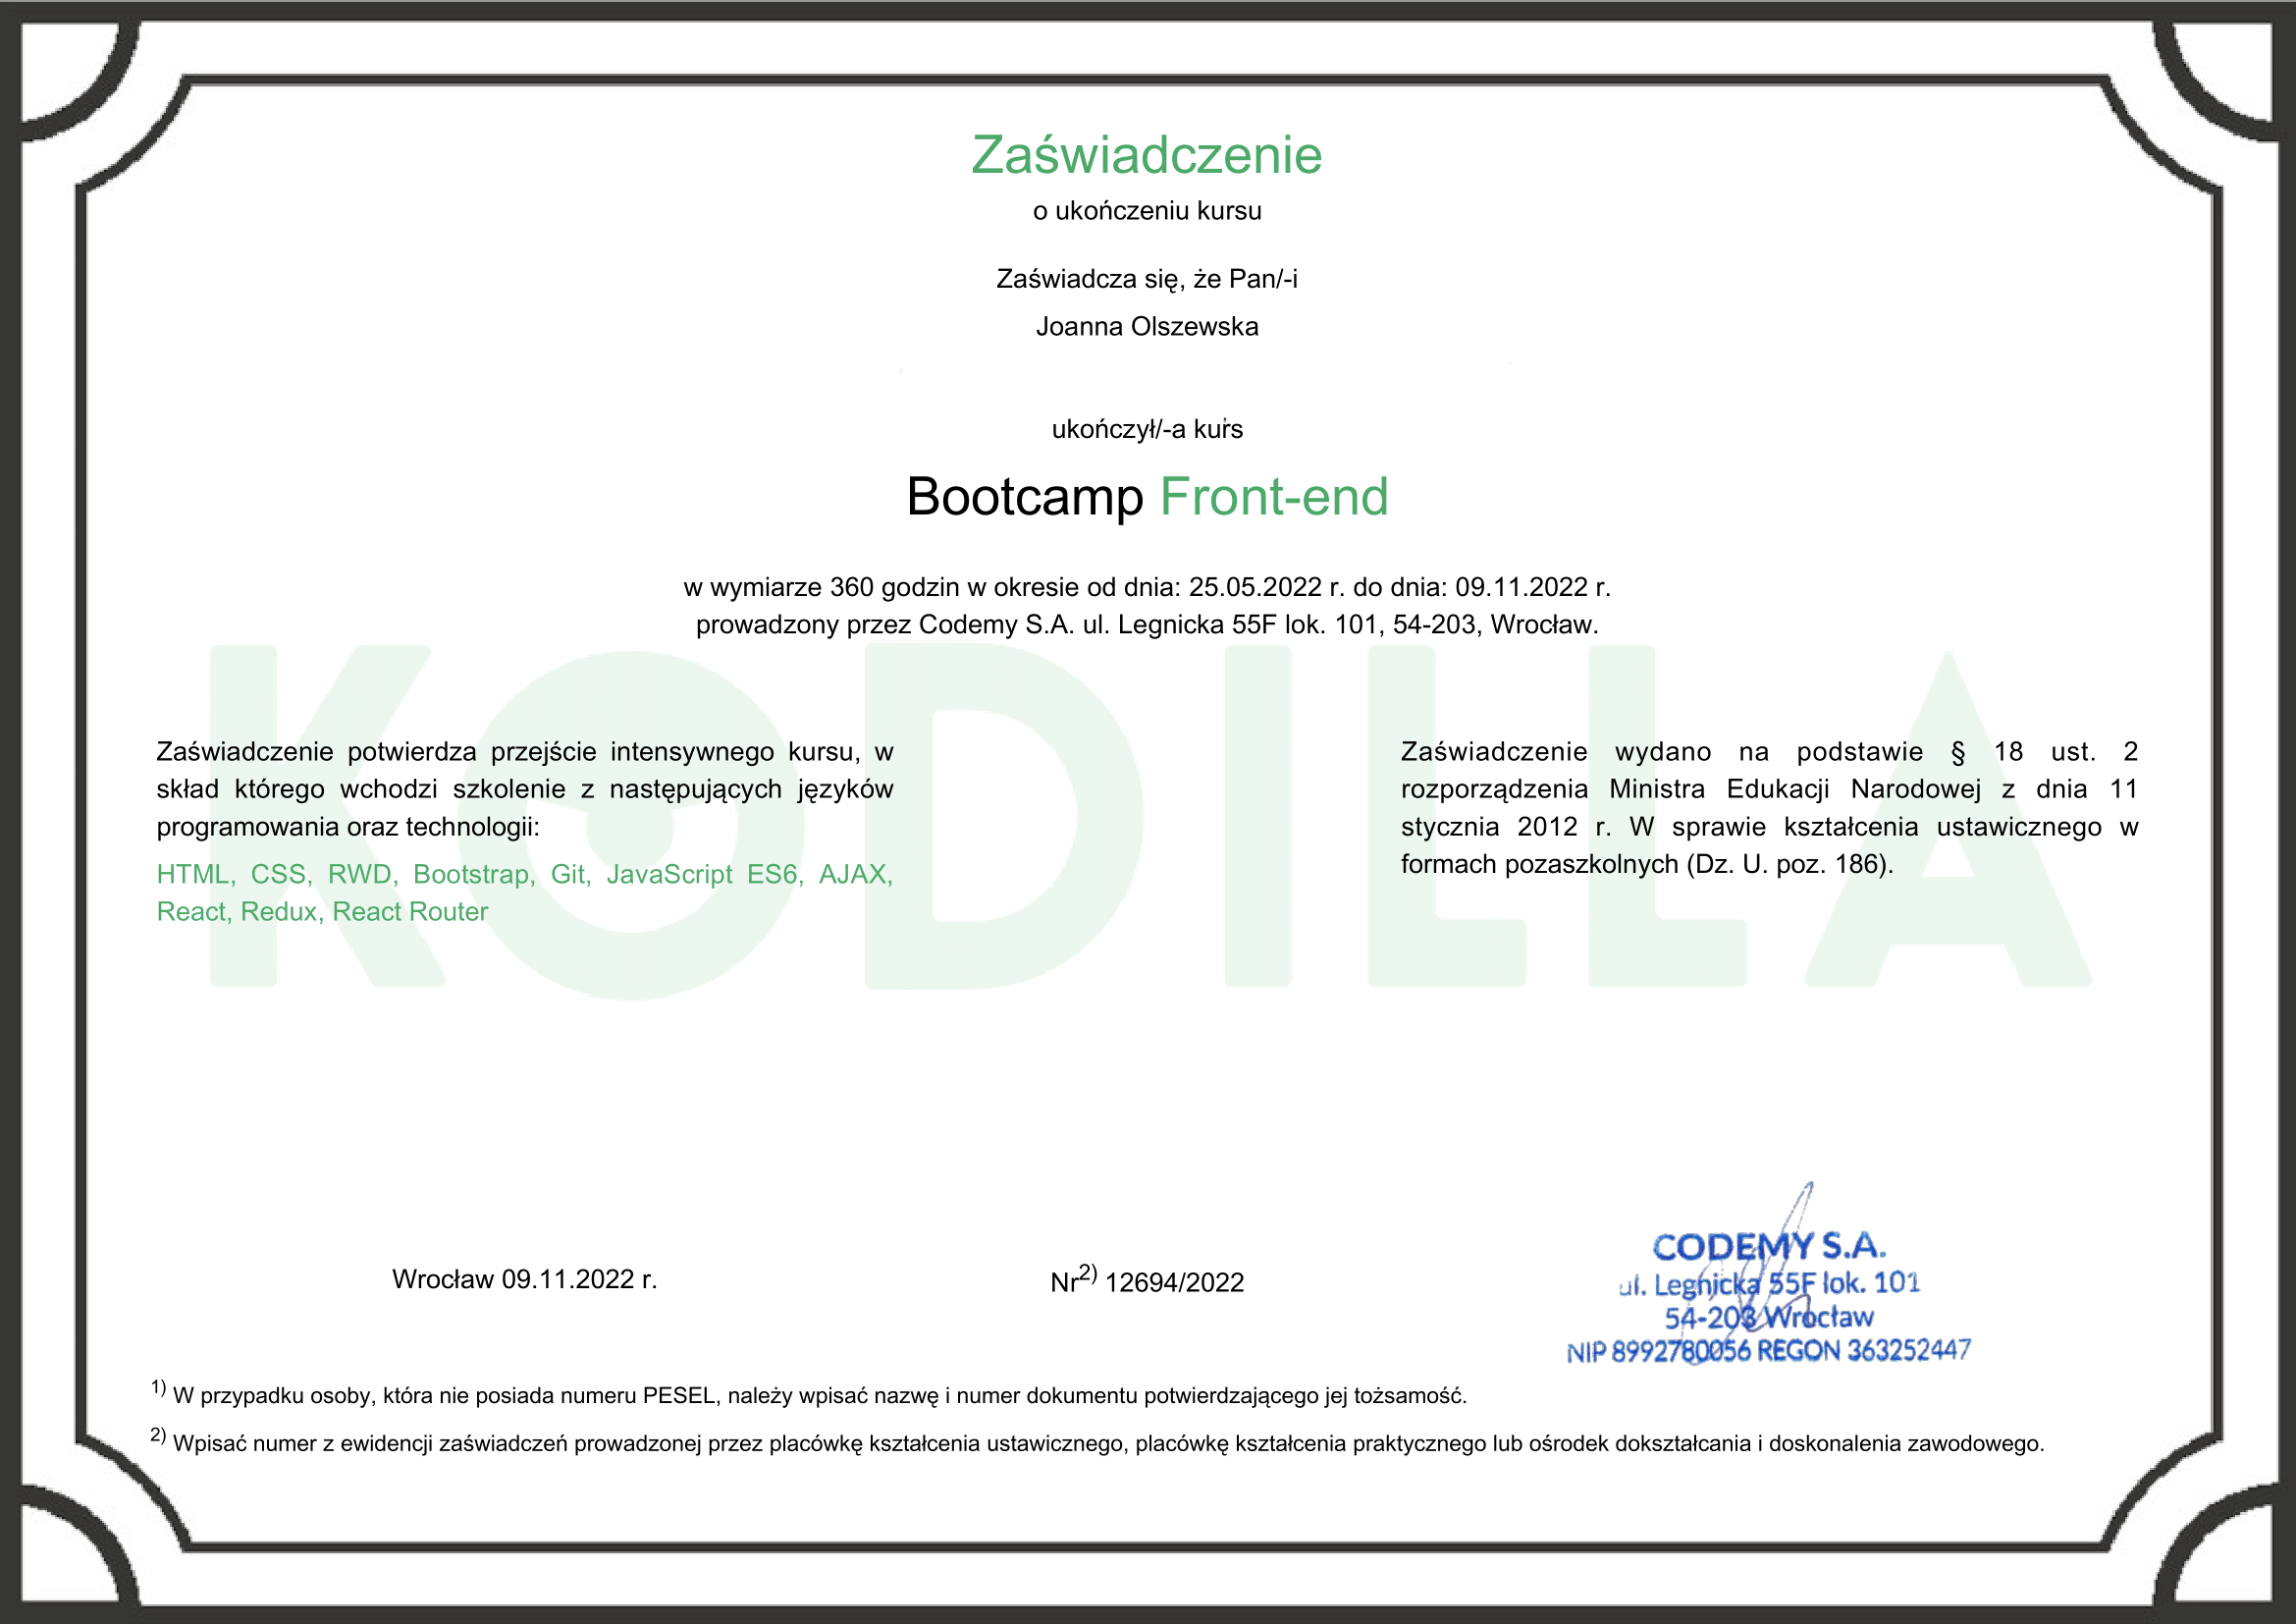 Zaświadczenie
o ukończeniu kursu
Zaświadcza się, że Pan/-i
Joanna Olszewska
ukończył/-a kurs
Bootcamp Front-end
w wymiarze 360 godzin w okresie od dnia: 25.05.2022 r. do dnia: 09.11.2022 r.
prowadzony przez Codemy S.A. ul. Legnicka 55F lok. 101, 54-203, Wrocław.
KODILLA
Zaświadczenie potwierdza przejście intensywnego kursu, w
skład którego wchodzi szkolenie z następujących języków
programowania oraz technologii:
HTML, CSS, RWD, Bootstrap, Git, JavaScript ES6, AJAX,
React, Redux, React Router
Zaświadczenie wydano na podstawie § 18 ust. 2
rozporządzenia Ministra Edukacji Narodowej z dnia 11
stycznia 2012 r. W sprawie kształcenia ustawicznego w
formach pozaszkolnych (Dz. U. poz. 186).
Wrocław 09.11.2022 r.
Nr2) 12694/2022
CODEMY S.A.
ul. Legnicka 55F lok. 101
54-203 Wrocław
NIP 8992780056 REGON 363252447
1) W przypadku osoby, która nie posiada numeru PESEL, należy wpisać nazwę i numer dokumentu potwierdzającego jej tożsamość.
2) Wpisać numer z ewidencji zaświadczeń prowadzonej przez placówkę kształcenia ustawicznego, placówkę kształcenia praktycznego lub ośrodek dokształcania i doskonalenia zawodowego.